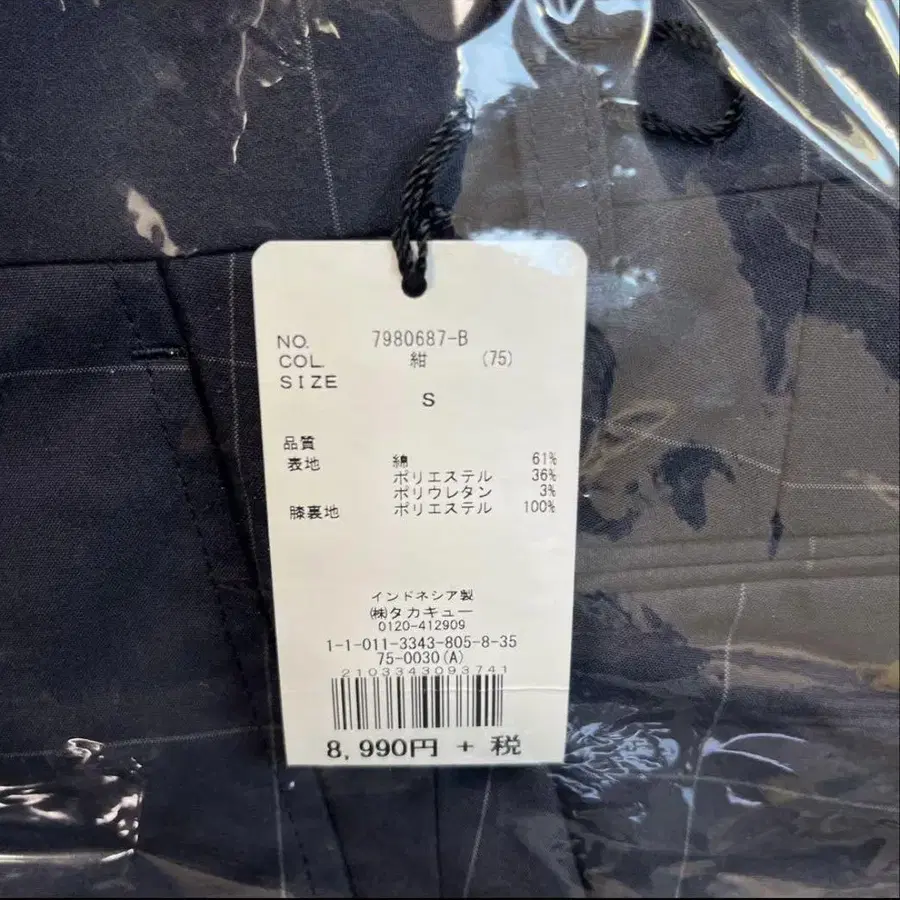 NO. 7980687-B
COL. 紺 (75)
SIZE
S
品質
表地 綿 61%
ポリエステル 36%
ポリウレタン 3%
膝裏地 ポリエステル 100%
インドネシア製
㈱タカキュー
0120-412909
1-1-011-3343-805-8-35
75-0030(A)
2103343093741
8,990円 + 税